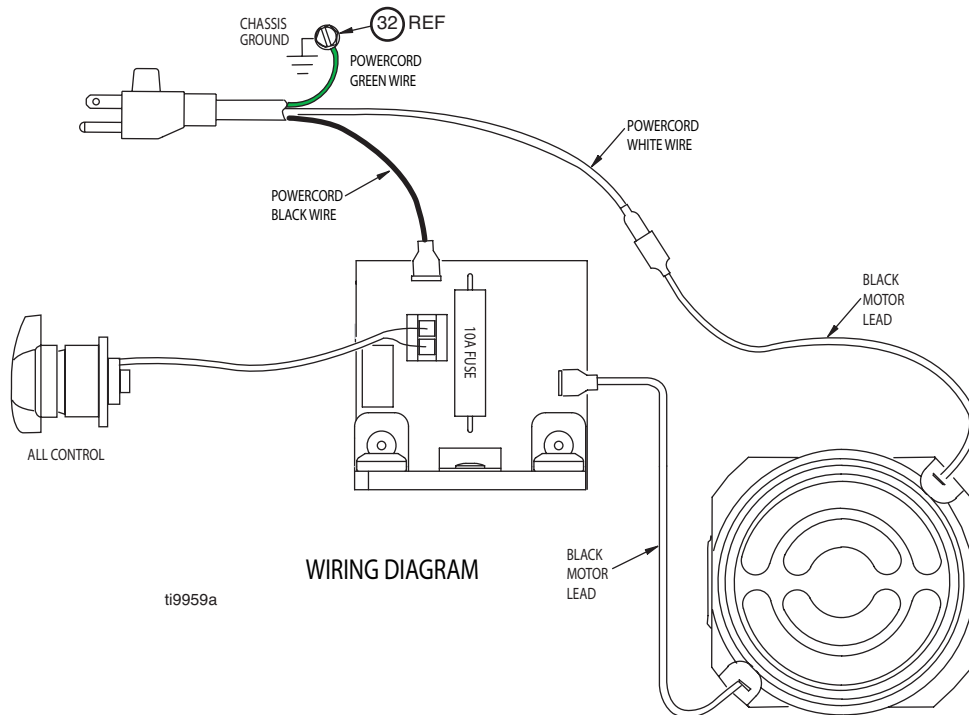 CHASSIS
GROUND
32 REF
POWERCORD
GREEN WIRE
POWERCORD
WHITE WIRE
POWERCORD
BLACK WIRE
BLACK
MOTOR
LEAD
10A FUSE
ALL CONTROL
WIRING DIAGRAM
BLACK
MOTOR
LEAD
ti9959a